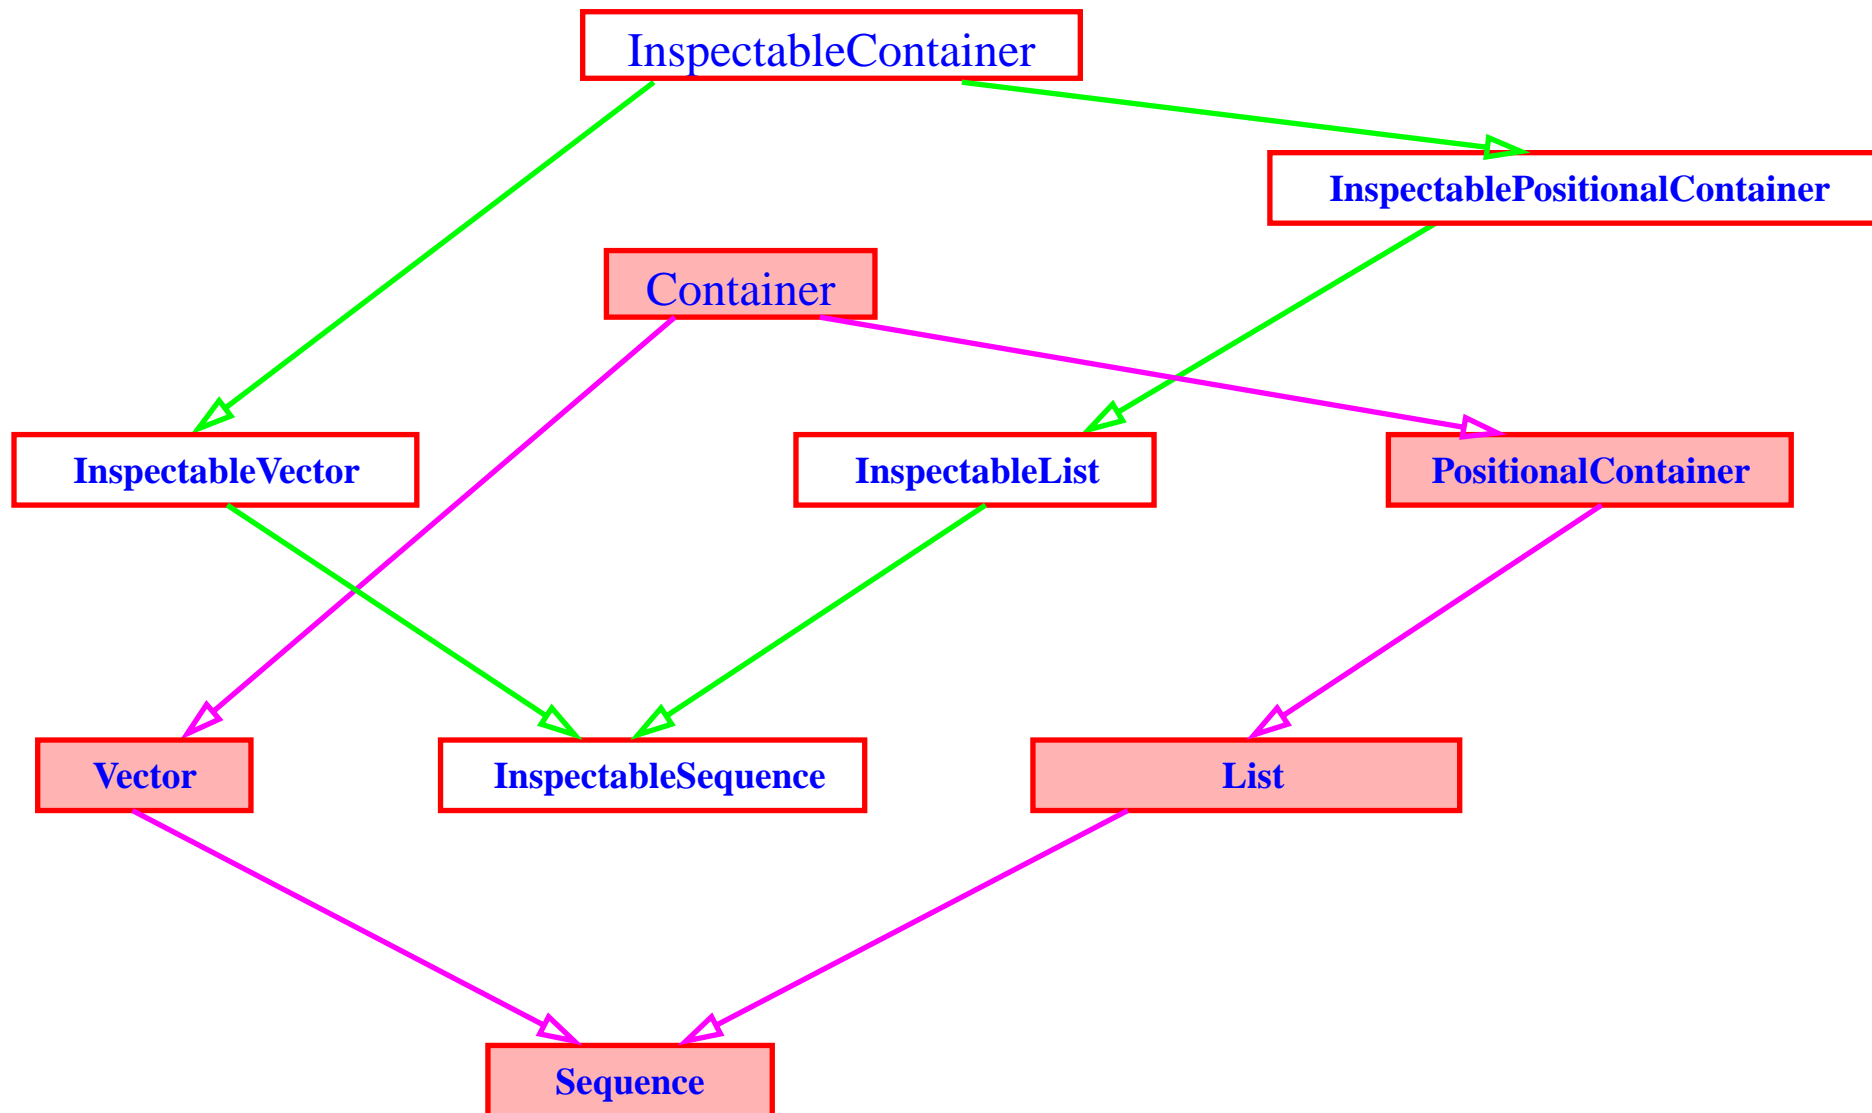 InspectableContainer
InspectablePositionalContainer
Container
InspectableVector
InspectableList
PositionalContainer
Vector
InspectableSequence
List
Sequence